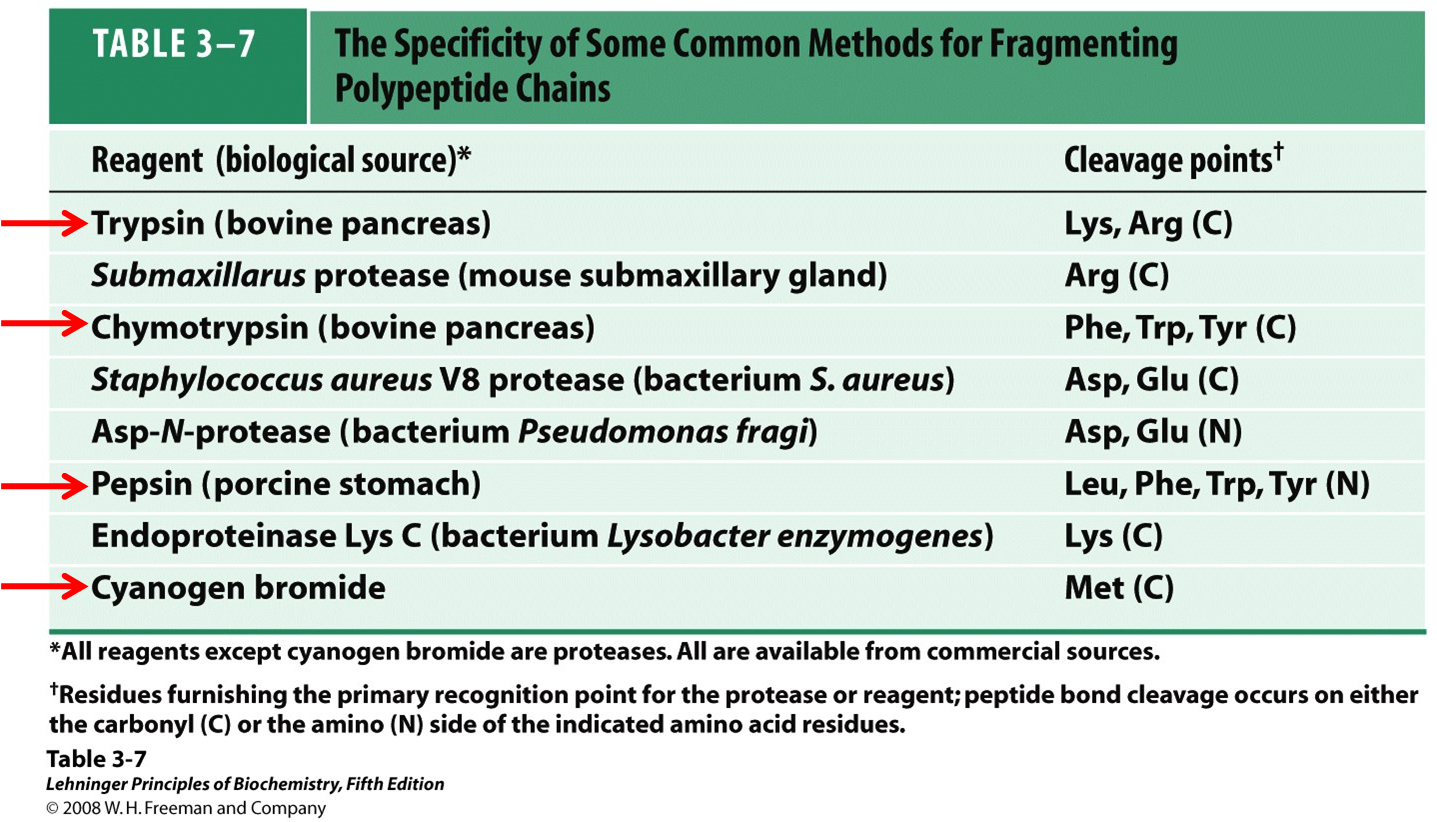 TABLE 3–7
The Specificity of Some Common Methods for Fragmenting
Polypeptide Chains
Reagent (biological source)* Cleavage points†
Trypsin (bovine pancreas) Lys, Arg (C)
Submaxillarus protease (mouse submaxillary gland) Arg (C)
Chymotrypsin (bovine pancreas) Phe, Trp, Tyr (C)
Staphylococcus aureus V8 protease (bacterium S. aureus) Asp, Glu (C)
Asp-N-protease (bacterium Pseudomonas fragi) Asp, Glu (N)
Pepsin (porcine stomach) Leu, Phe, Trp, Tyr (N)
Endoproteinase Lys C (bacterium Lysobacter enzymogenes) Lys (C)
Cyanogen bromide Met (C)
*All reagents except cyanogen bromide are proteases. All are available from commercial sources.
†Residues furnishing the primary recognition point for the protease or reagent; peptide bond cleavage occurs on either
the carbonyl (C) or the amino (N) side of the indicated amino acid residues.
Table 3-7
Lehninger Principles of Biochemistry, Fifth Edition
© 2008 W. H. Freeman and Company